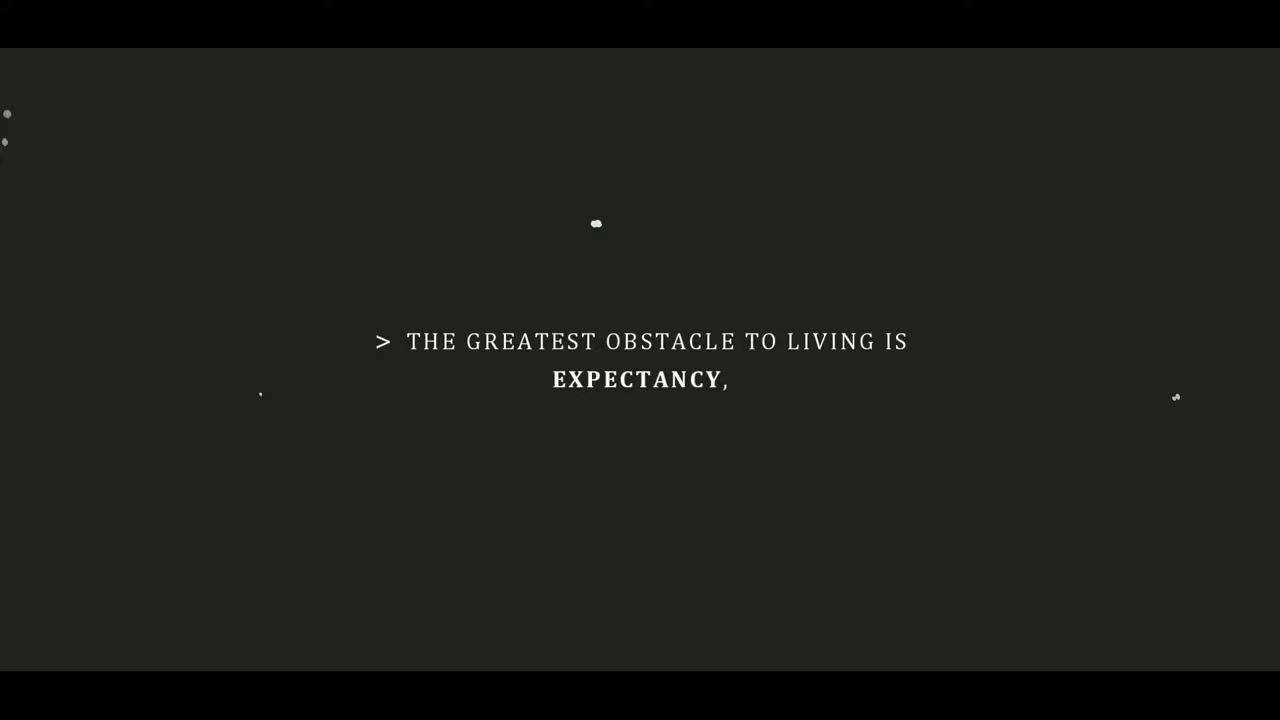 > THE GREATEST OBSTACLE TO LIVING IS
EXPECTANCY,